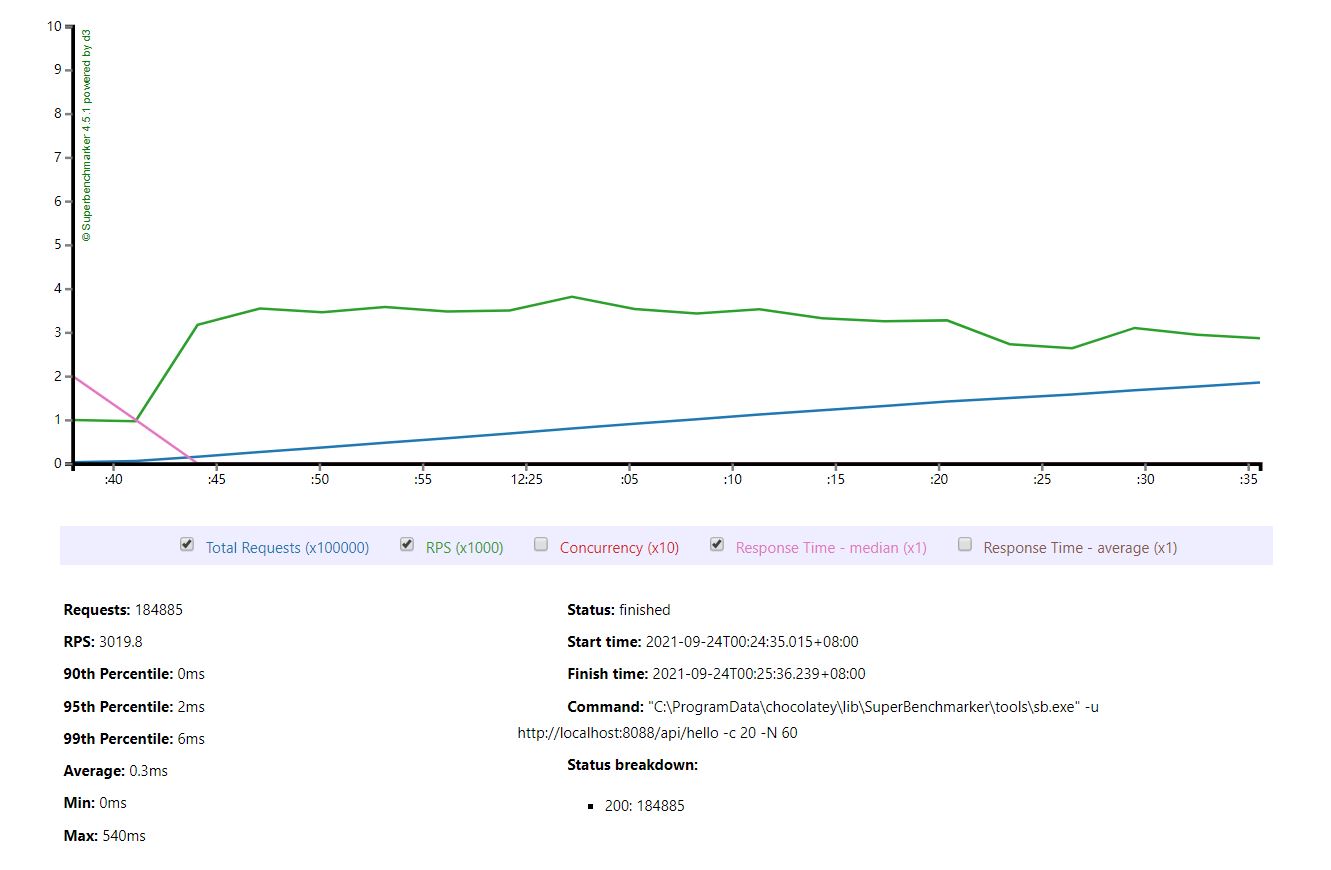 10
9
8
7
6
5
4
3
2
1
0
© Superbenchmarker 4.5.1 powered by d3
:40 :45 :50 :55 12:25 :05 :10 :15 :20 :25 :30 :35
Total Requests (x100000) RPS (x1000) Concurrency (x10) Response Time - median (x1) Response Time - average (x1)
Requests: 184885
RPS: 3019.8
90th Percentile: 0ms
95th Percentile: 2ms
99th Percentile: 6ms
Average: 0.3ms
Min: 0ms
Max: 540ms
Status: finished
Start time: 2021-09-24T00:24:35.015+08:00
Finish time: 2021-09-24T00:25:36.239+08:00
Command: "C:\ProgramData\chocolatey\lib\SuperBenchmarker\tools\sb.exe" -u
http://localhost:8088/api/hello -c 20 -N 60
Status breakdown:
200: 184885